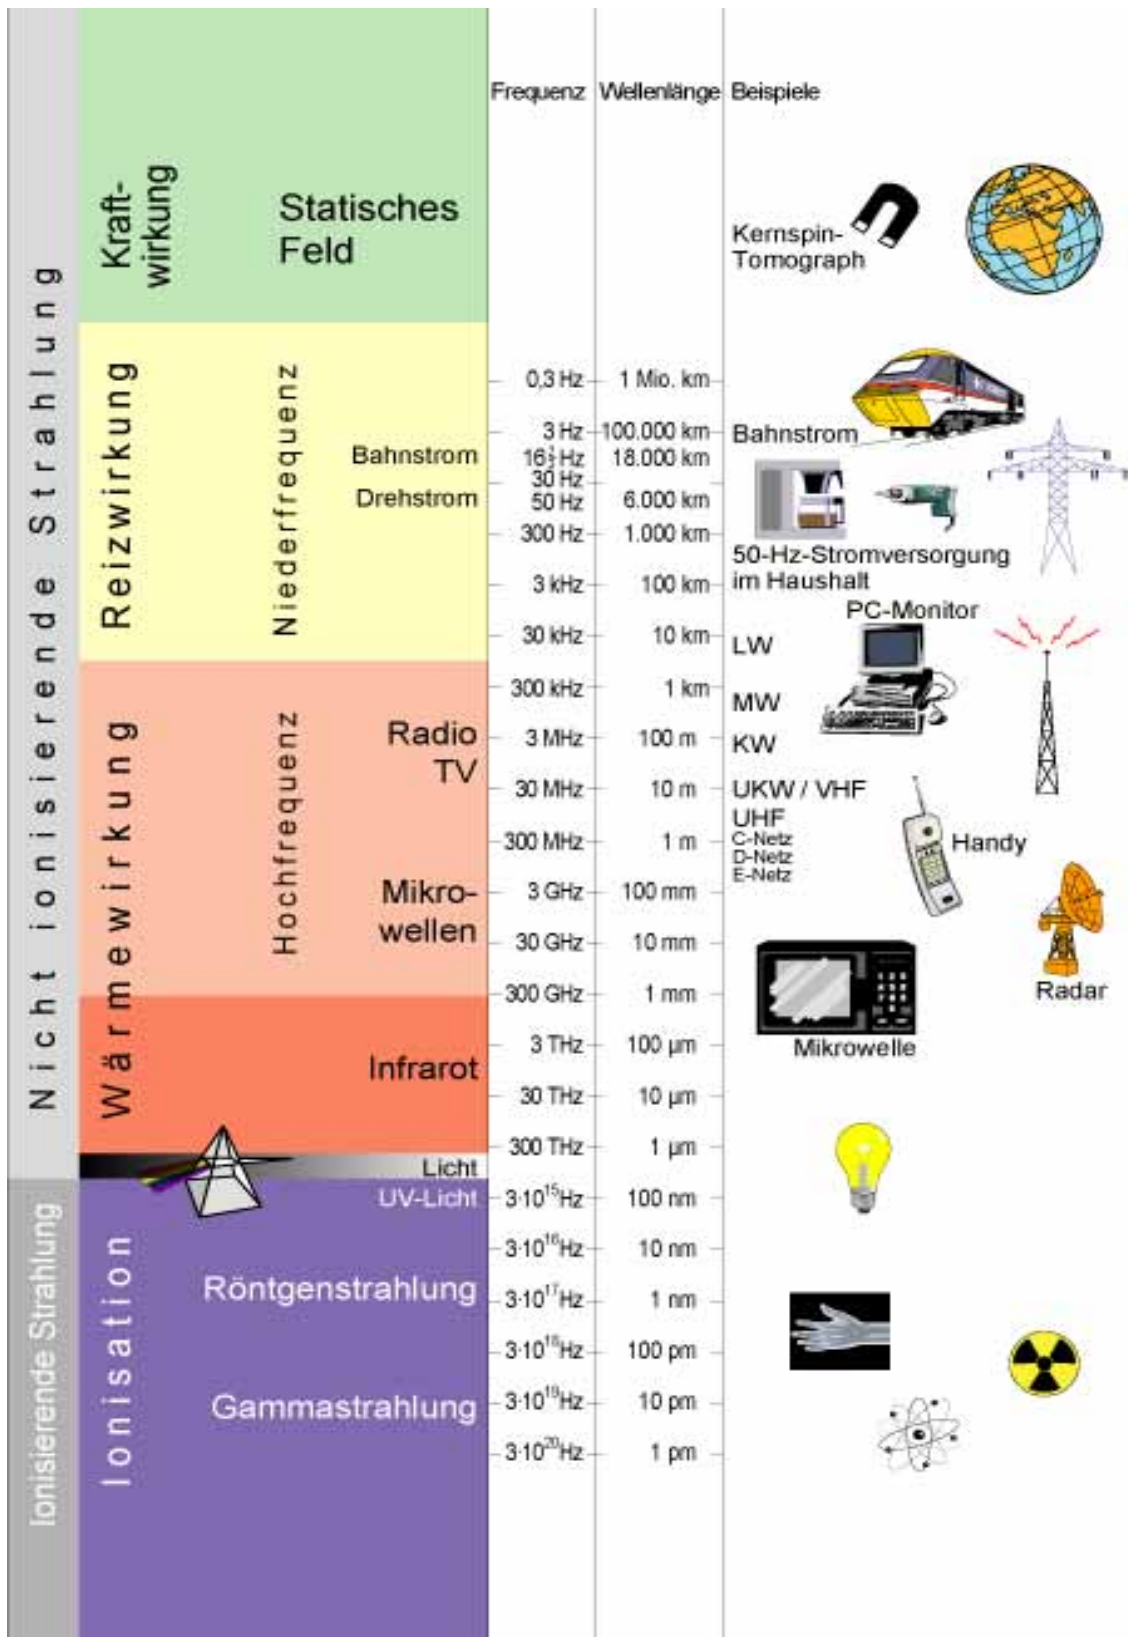 Frequenz Wellenlänge Beispiele
Nicht ionisierende Strahlung
Kraft-
wirkung
Statisches
Feld
Kernspin-
Tomograph
Reizwirkung
Niederfrequenz
0,3 Hz 1 Mio. km
3 Hz 100.000 km Bahnstrom
Bahnstrom 16⅔ Hz 18.000 km
30 Hz
Drehstrom 50 Hz 6.000 km
300 Hz 1.000 km
50-Hz-Stromversorgung
im Haushalt
3 kHz 100 km
PC-Monitor
30 kHz 10 km LW
Wärmewirkung
Hochfrequenz
300 kHz 1 km MW
Radio
TV
3 MHz 100 m KW
30 MHz 10 m UKW / VHF
UHF
300 MHz 1 m C-Netz
D-Netz
E-Netz
Handy
Mikro-
wellen
3 GHz 100 mm
30 GHz 10 mm
300 GHz 1 mm
Radar
Mikrowelle
3 THz 100 µm
Infrarot
30 THz 10 µm
300 THz 1 µm
Licht
Ionisierende Strahlung
Ionisation
UV-Licht 3·10¹⁵Hz 100 nm
3·10¹⁶Hz 10 nm
Röntgenstrahlung
3·10¹⁷Hz 1 nm
3·10¹⁸Hz 100 pm
Gammastrahlung 3·10¹⁹Hz 10 pm
3·10²⁰Hz 1 pm